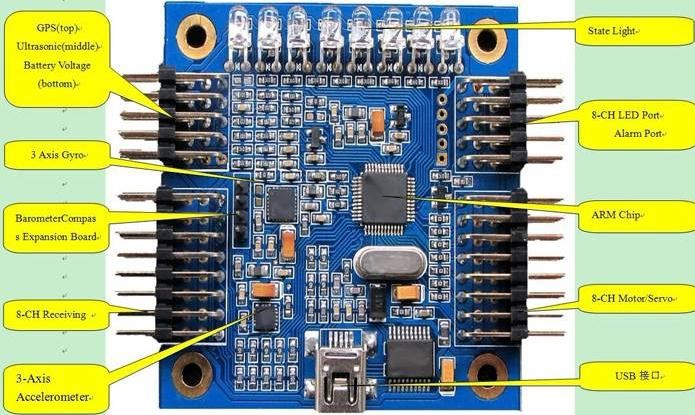 GPS(top)
Ultrasonic(middle)
Battery Voltage
(bottom)
3 Axis Gyro
BarometerCompas
s Expansion Board
8-CH Receiving
3-Axis
Accelerometer
State Light
8-CH LED Port
Alarm Port
ARM Chip
8-CH Motor/Servo
USB 接口